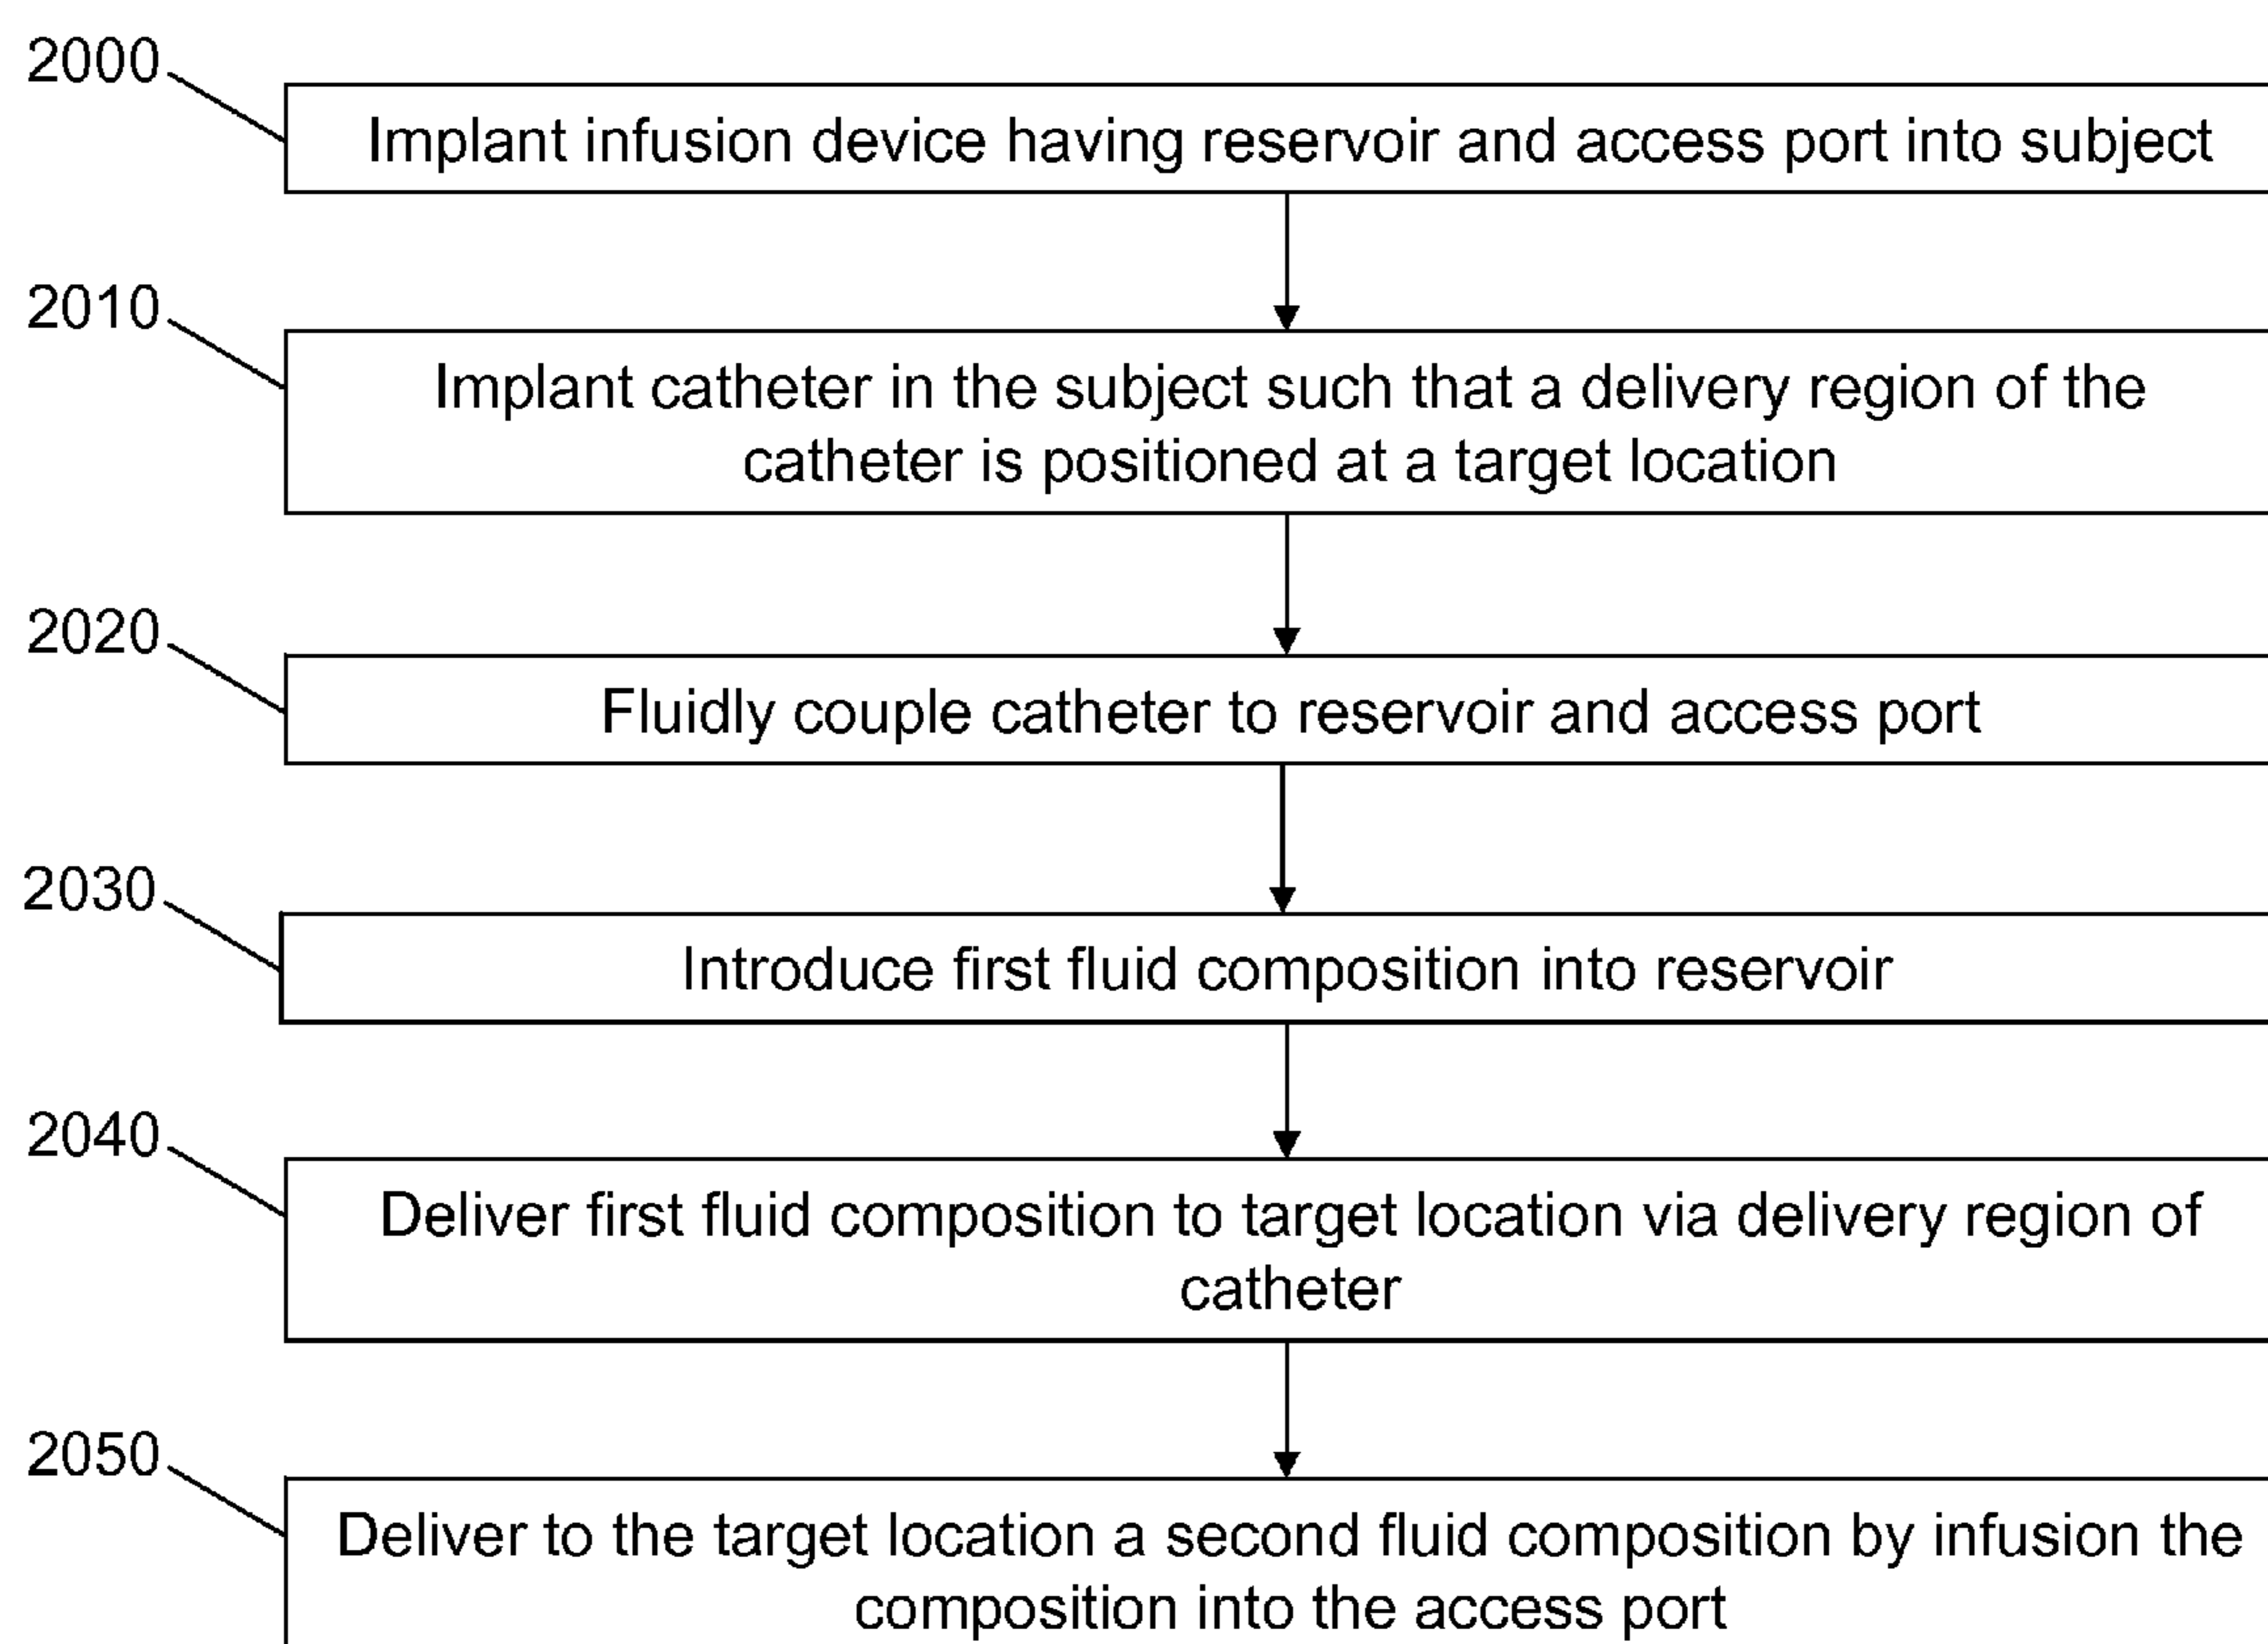 2000
Implant infusion device having reservoir and access port into subject
2010
Implant catheter in the subject such that a delivery region of the
catheter is positioned at a target location
2020
Fluidly couple catheter to reservoir and access port
2030
Introduce first fluid composition into reservoir
2040
Deliver first fluid composition to target location via delivery region of
catheter
2050
Deliver to the target location a second fluid composition by infusion the
composition into the access port